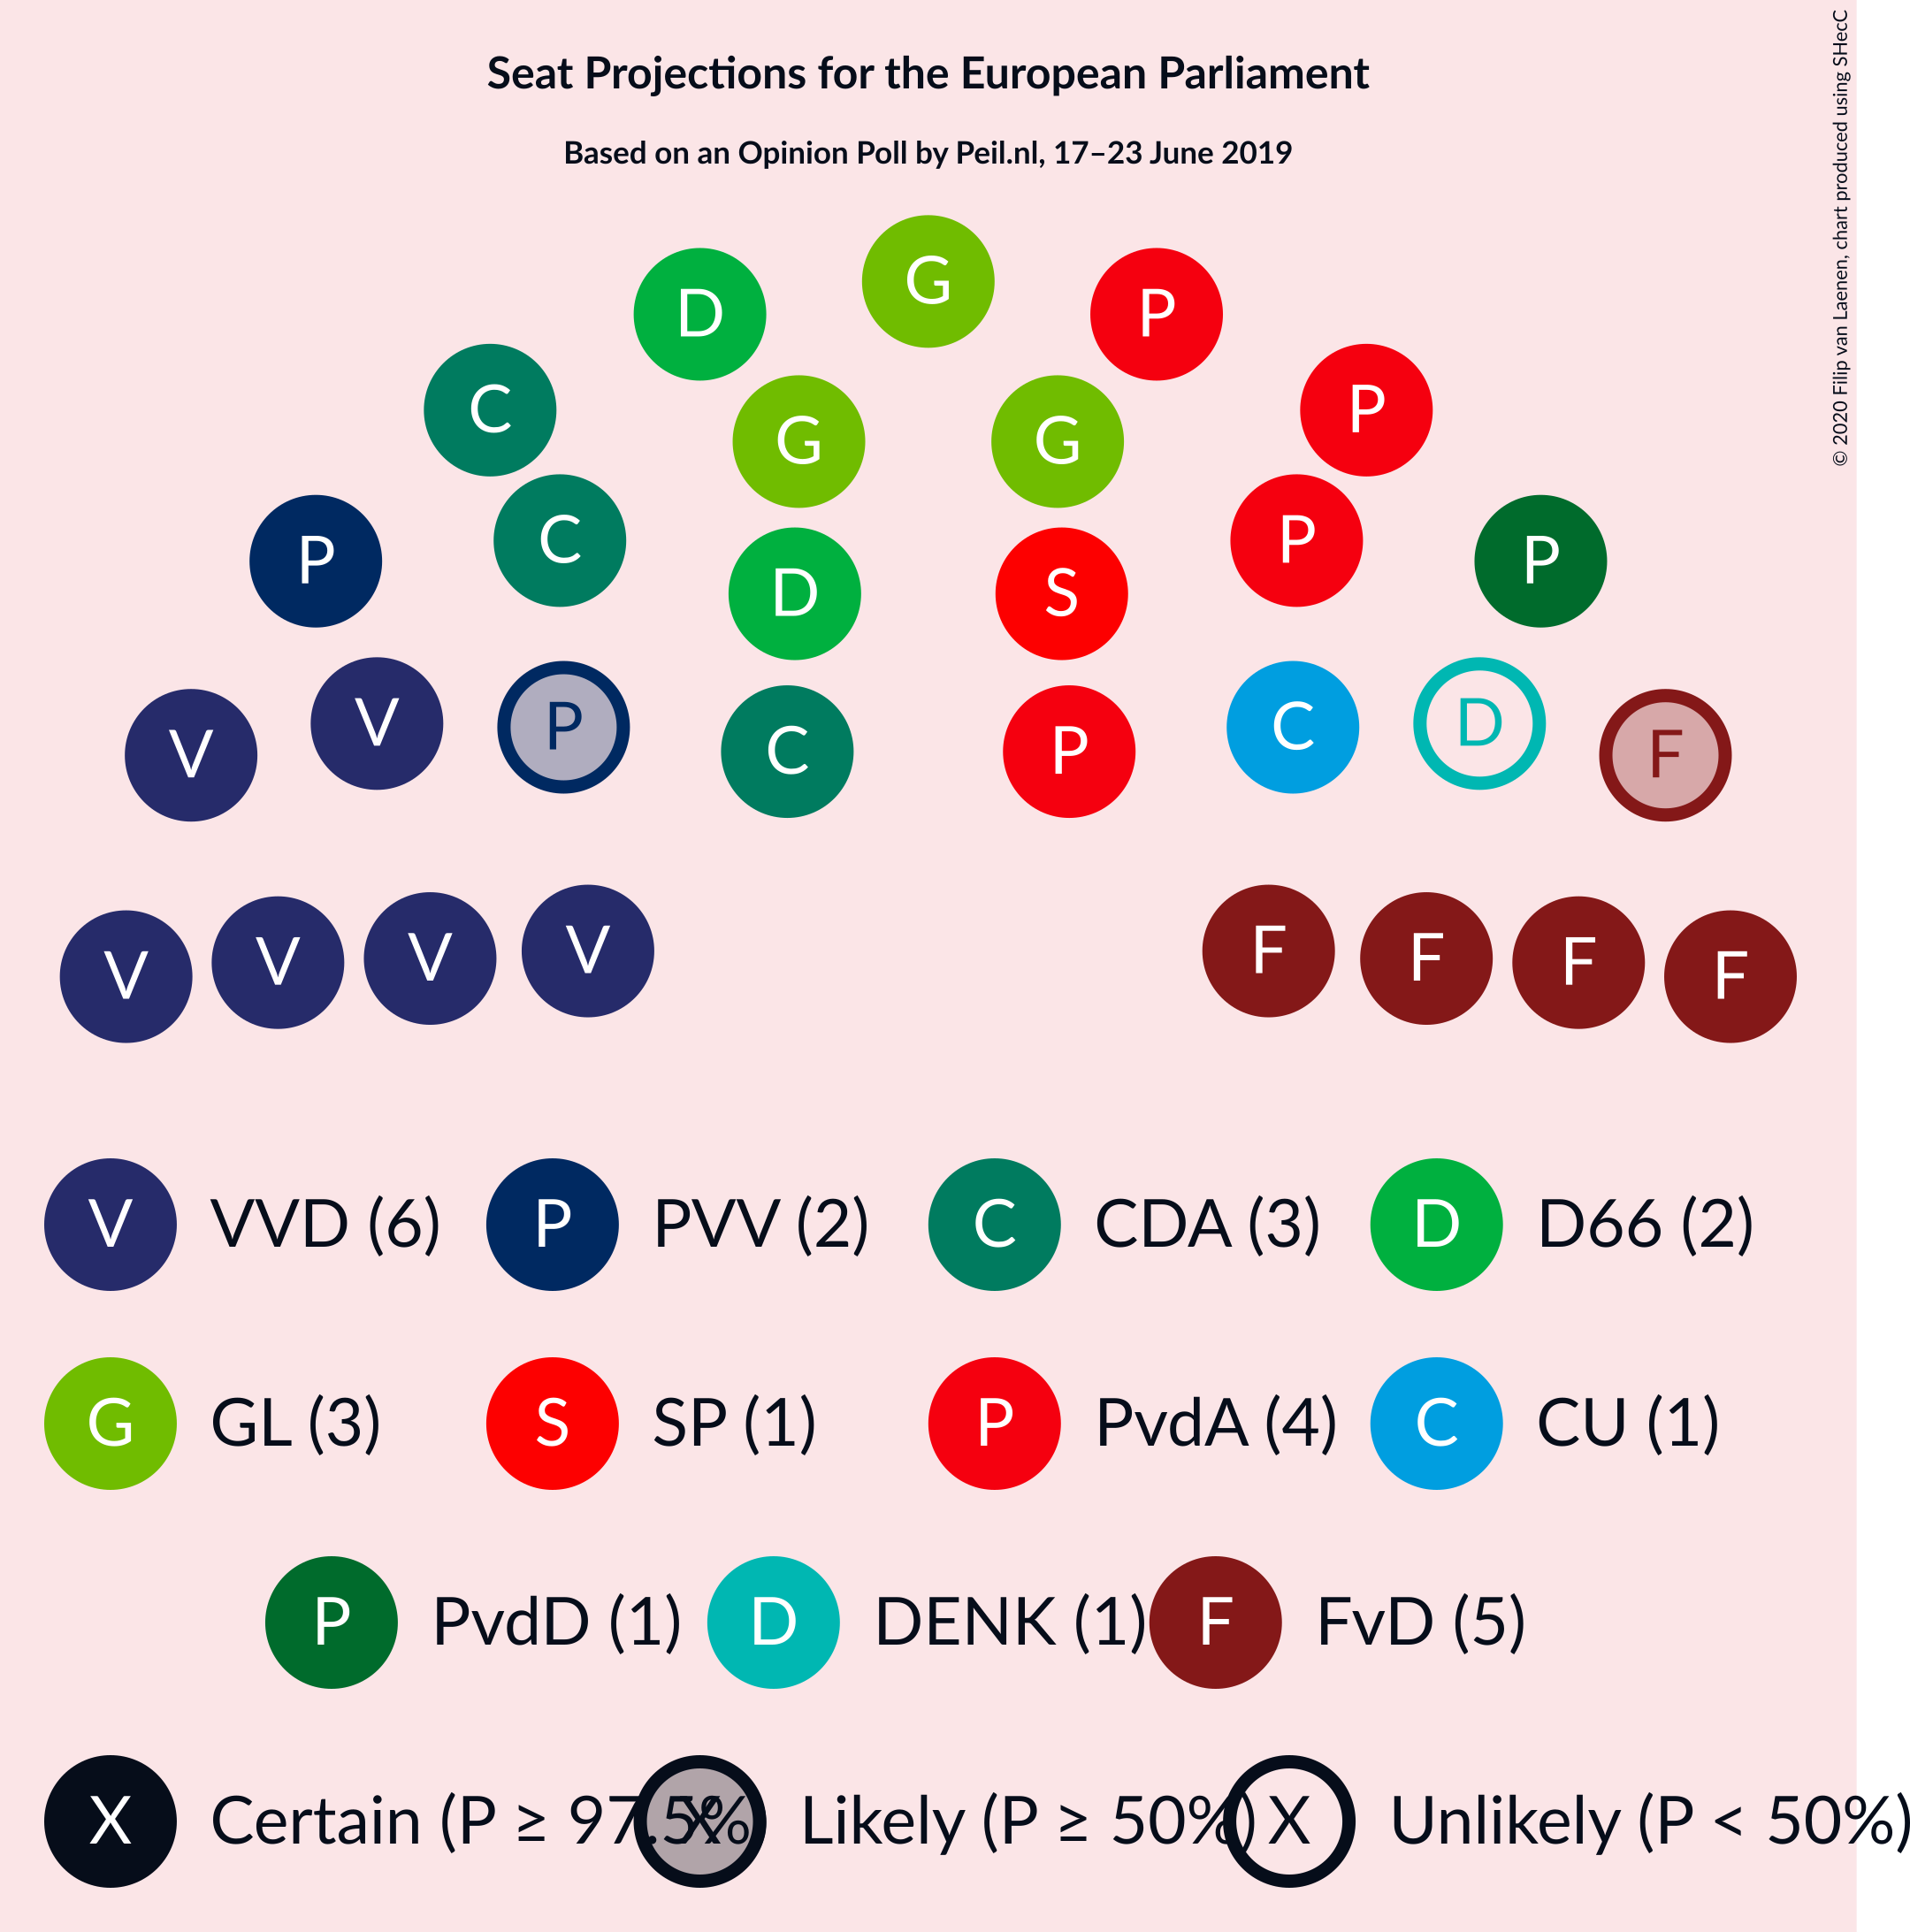 Seat Projections for the European Parliament
Based on an Opinion Poll by Peil.nl, 17–23 June 2019
© 2020 Filip van Laenen, chart produced using SHecC
G
D P
C P
G G
C P
P P
D S
V V P C P C D F
V V V V F F F F
V VVD (6) P PVV (2) C CDA (3) D D66 (2)
G GL (3) S SP (1) P PvdA (4) C CU (1)
P PvdD (1) D DENK (1) F FvD (5)
X Certain (P ≥ 97.5% X Likely (P ≥ 50%) X Unlikely (P < 50%)